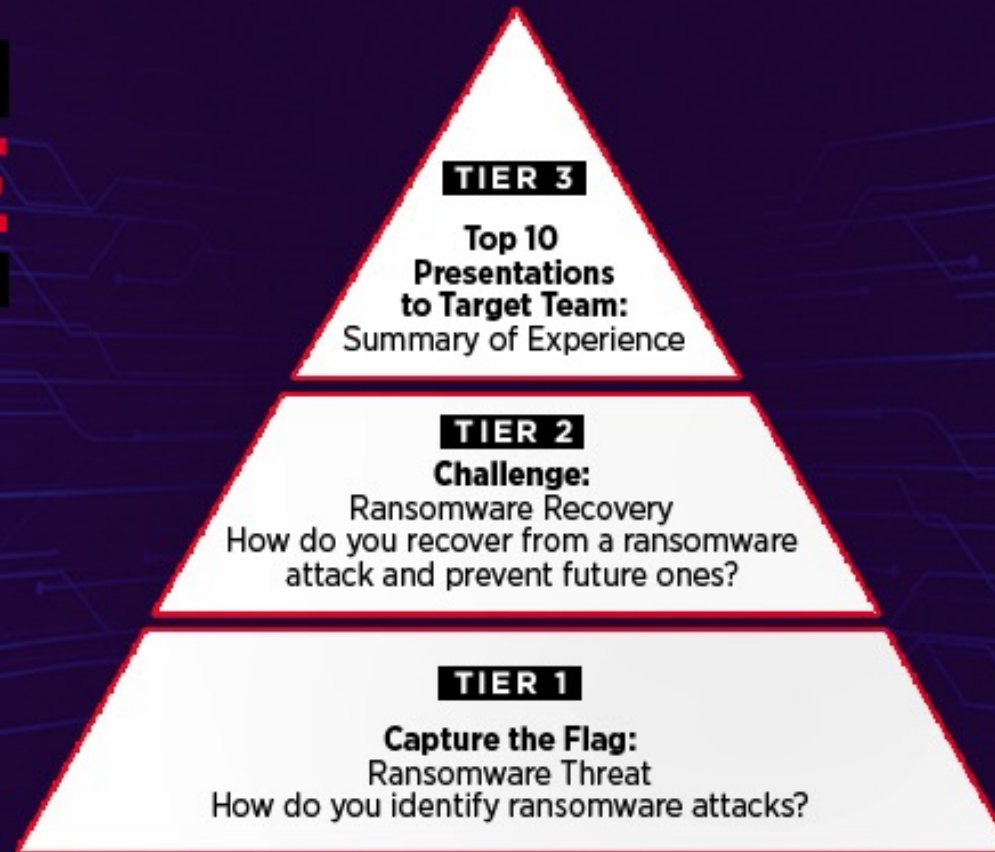 TIER 3
Top 10
Presentations
to Target Team:
Summary of Experience
TIER 2
Challenge:
Ransomware Recovery
How do you recover from a ransomware
attack and prevent future ones?
TIER 1
Capture the Flag:
Ransomware Threat
How do you identify ransomware attacks?